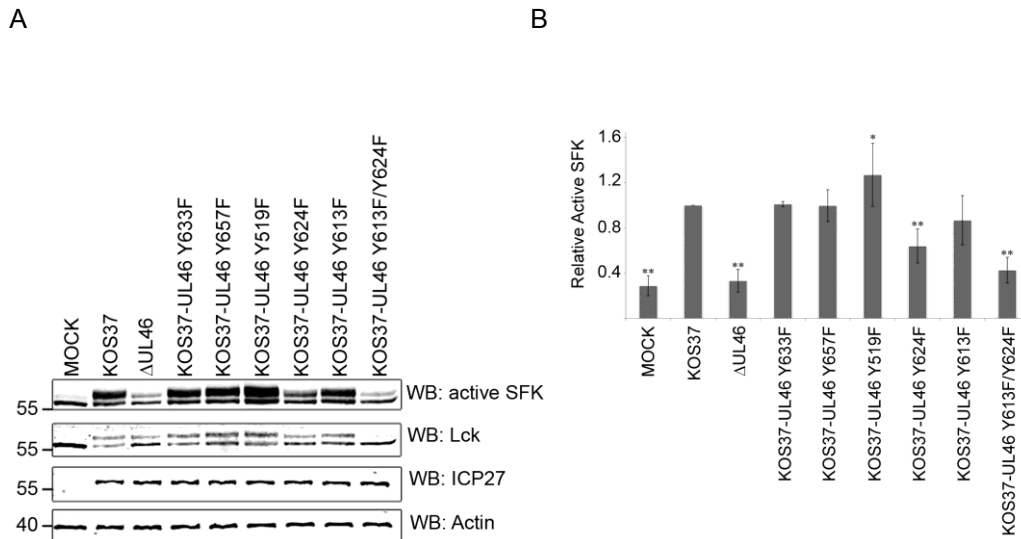 A
MOCK
KOS37
ΔUL46
KOS37-UL46 Y633F
KOS37-UL46 Y657F
KOS37-UL46 Y519F
KOS37-UL46 Y624F
KOS37-UL46 Y613F
KOS37-UL46 Y613F/Y624F
55
WB: active SFK
55
WB: Lck
55
WB: ICP27
40
WB: Actin
B
Relative Active SFK
1.6
1.2
0.8
0.4
**
**
*
**
**
MOCK
KOS37
ΔUL46
KOS37-UL46 Y633F
KOS37-UL46 Y657F
KOS37-UL46 Y519F
KOS37-UL46 Y624F
KOS37-UL46 Y613F
KOS37-UL46 Y613F/Y624F